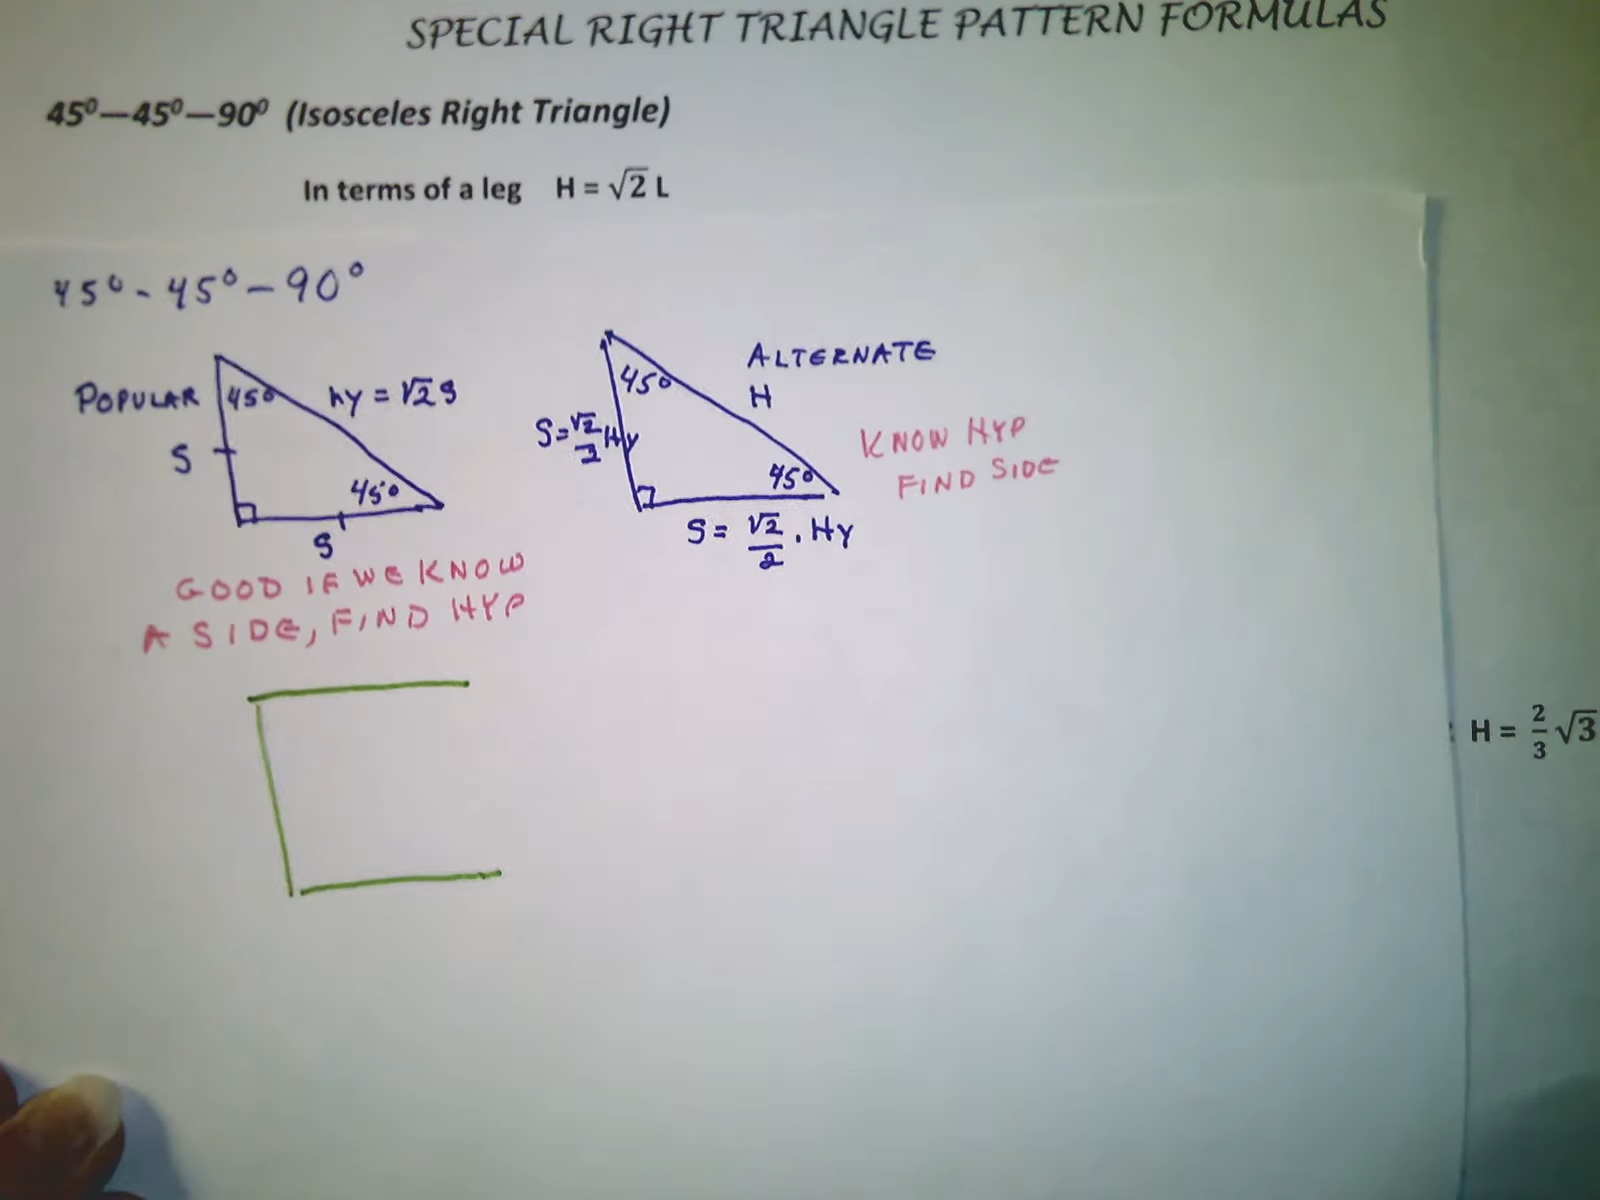 SPECIAL RIGHT TRIANGLE PATTERN FORMULAS
45⁰—45⁰—90⁰ (Isosceles Right Triangle)
In terms of a leg H = √2 L
45° - 45° - 90°
POPULAR
45°
hy = √2 S
S
45°
S
GOOD IF WE KNOW
A SIDE, FIND HYP
ALTERNATE
H
45°
S = √2/2 Hy
45°
S = √2/2 . Hy
KNOW HYP
FIND SIDE
H = 2/3 √3